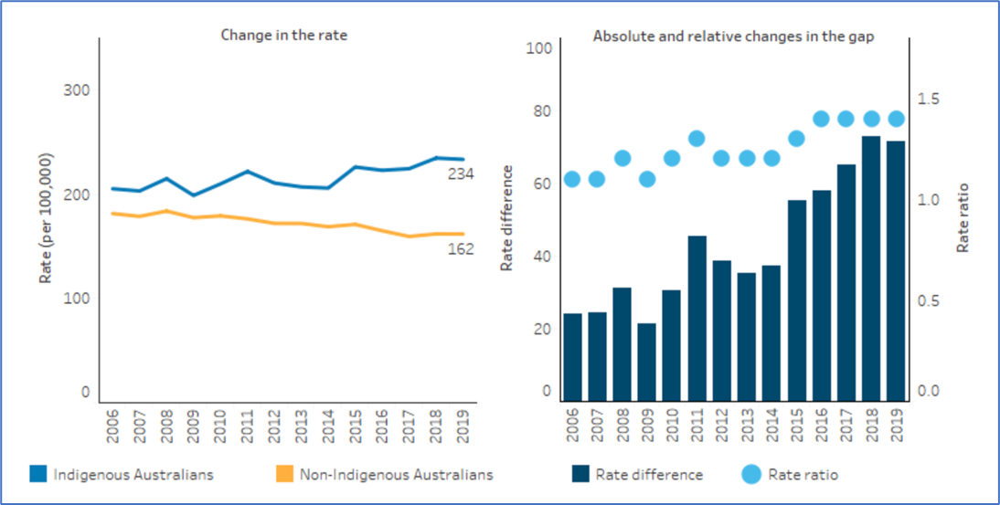 Change in the rate
Rate (per 100,000)
300
200
100
0
234
162
2006 2007 2008 2009 2010 2011 2012 2013 2014 2015 2016 2017 2018 2019
Indigenous Australians
Non-Indigenous Australians
Absolute and relative changes in the gap
Rate difference
100
80
60
40
20
0
1.5
1.0
0.5
0.0
Rate ratio
2006 2007 2008 2009 2010 2011 2012 2013 2014 2015 2016 2017 2018 2019
Rate difference
Rate ratio